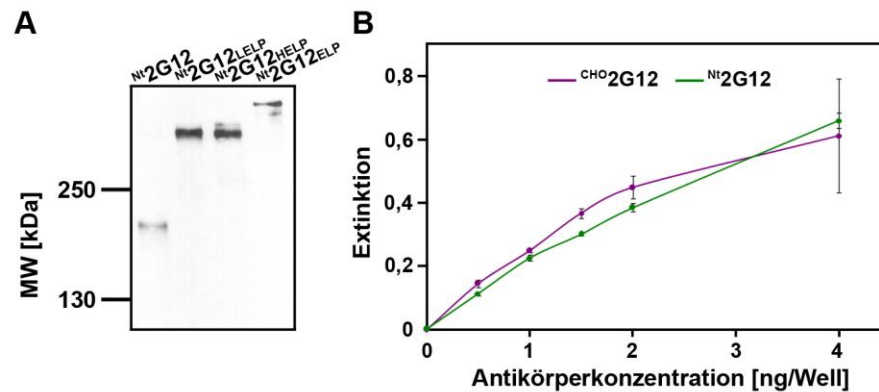 A
Nt2G12
Nt2G12LELP
Nt2G12HELP
Nt2G12ELP
MW [kDa]
250
130
B
CHO2G12
Nt2G12
Extinktion
0,8
0,6
0,4
0,2
0
0 1 2 3 4
Antikörperkonzentration [ng/Well]